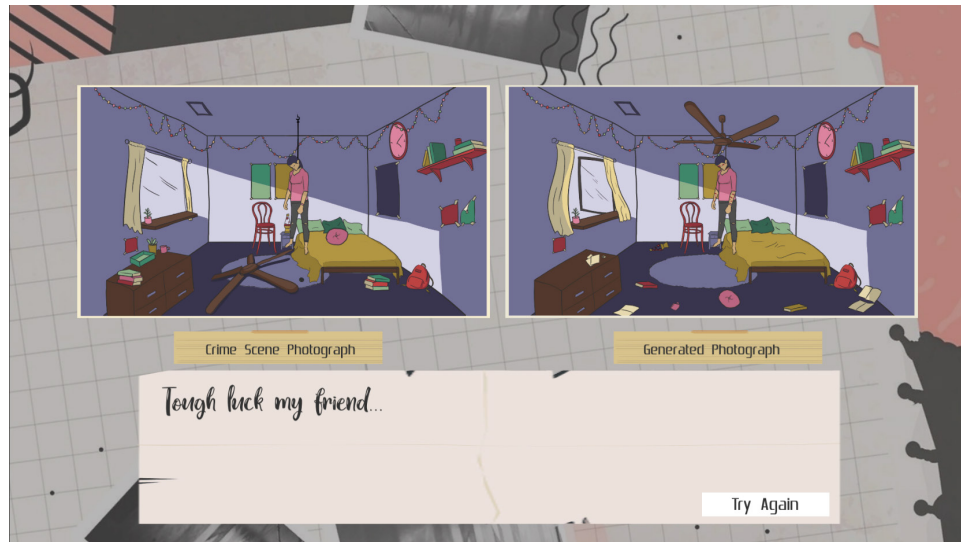 Crime Scene Photograph
Generated Photograph
Tough luck my friend...
Try Again